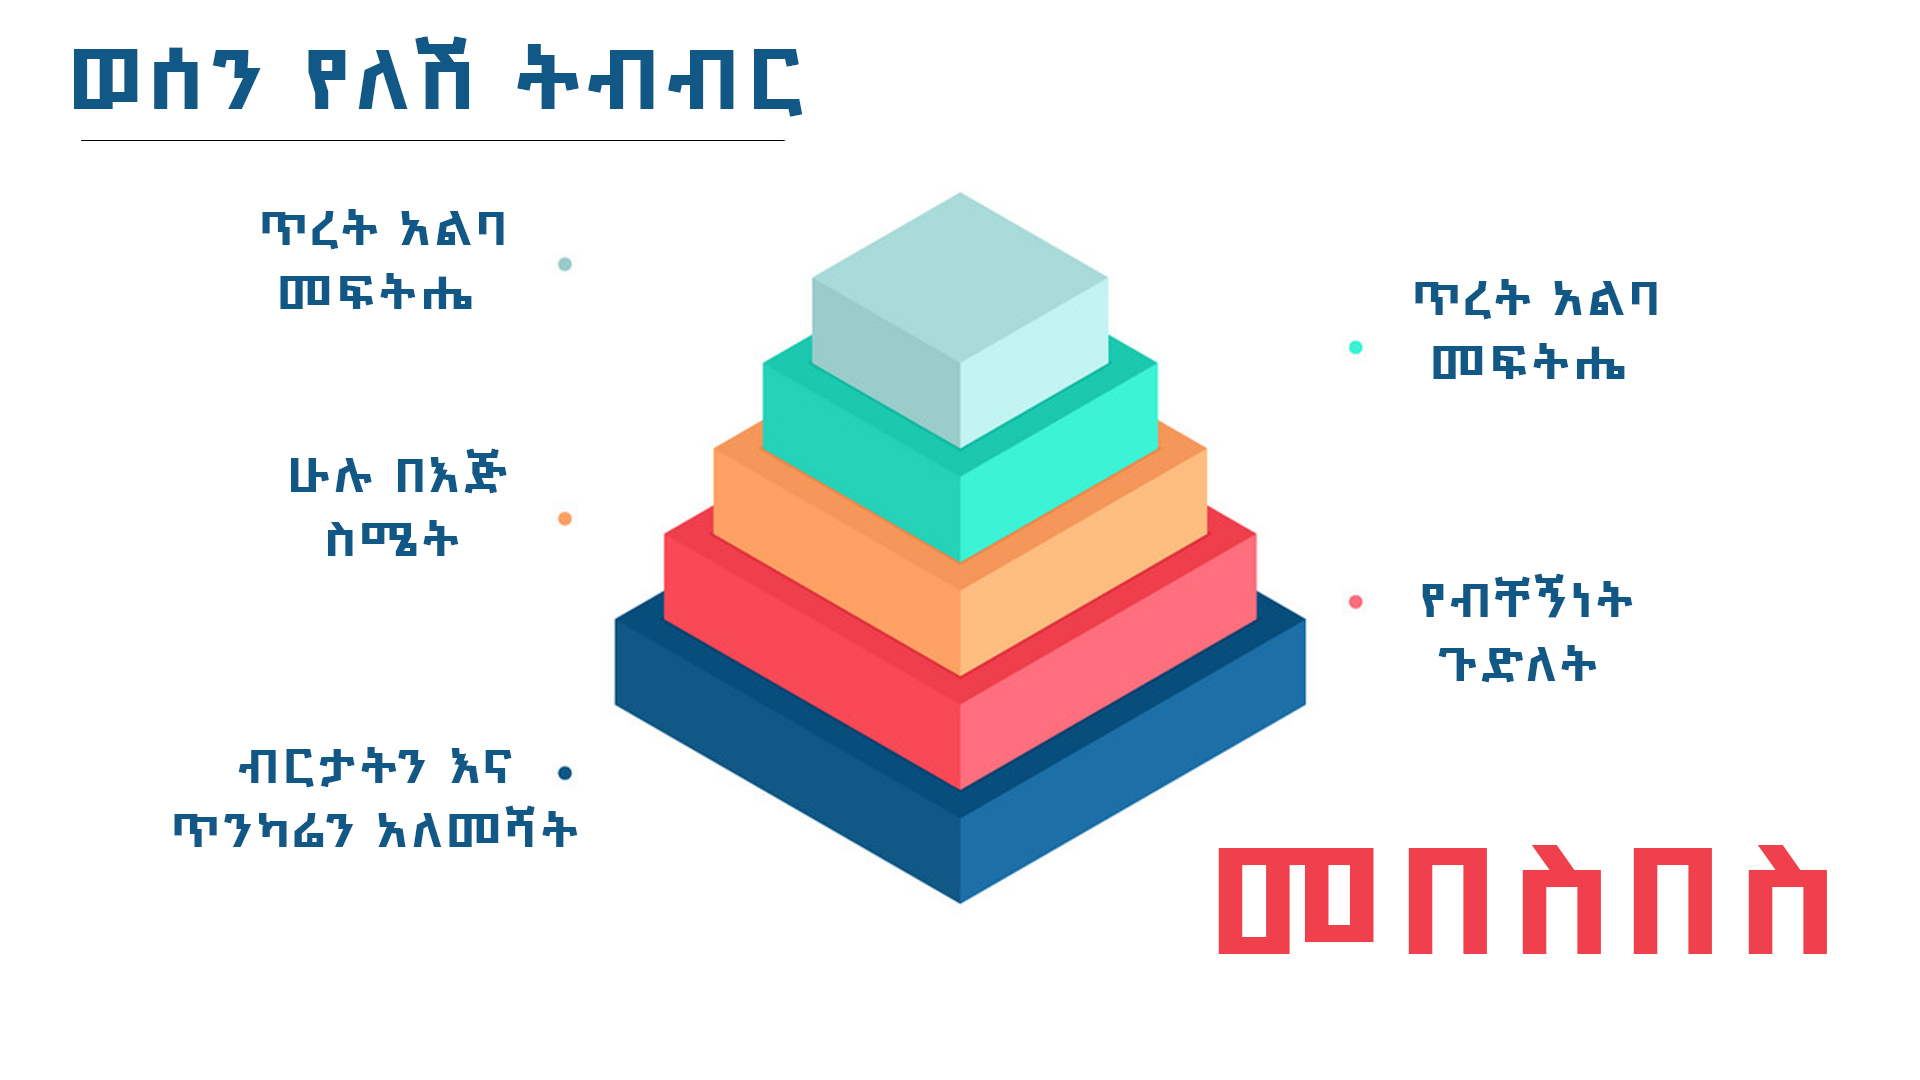 ወሰን የለሽ ትብብር
ጥረት አልባ
መፍትሔ
ጥረት አልባ
መፍትሔ
ሁሉ በእጅ
ስሜት
የብቸኝነት
ጉድለት
ብርታትን እና
ጥንካሬን አለመሻት
መበስበስ